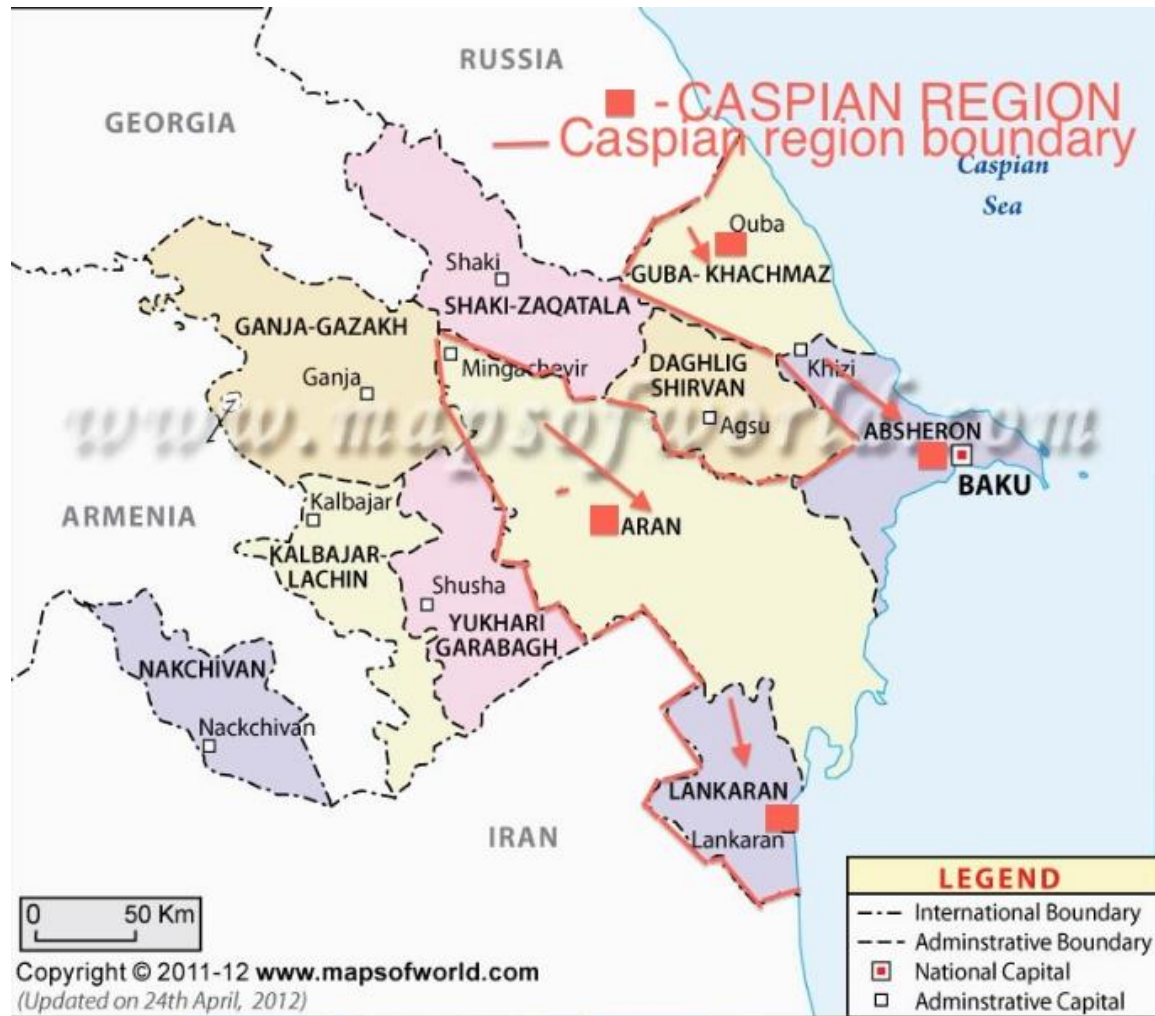 RUSSIA
GEORGIA
- CASPIAN REGION
Caspian region boundary
Caspian
Sea
Quba
GUBA- KHACHMAZ
Shaki
SHAKI-ZAQATALA
GANJA-GAZAKH
Ganja
Mingachevir
DAGHLIG
SHIRVAN
Agsu
Khizi
ABSHERON
BAKU
www.mapsofworld.com
ARMENIA
Kalbajar
KALBAJAR-
LACHIN
ARAN
Shusha
YUKHARI
GARABAGH
NAKCHIVAN
Nackchivan
LANKARAN
Lankaran
IRAN
0 50 Km
Copyright © 2011-12 www.mapsofworld.com
(Updated on 24th April, 2012)
LEGEND
International Boundary
Adminstrative Boundary
National Capital
Adminstrative Capital